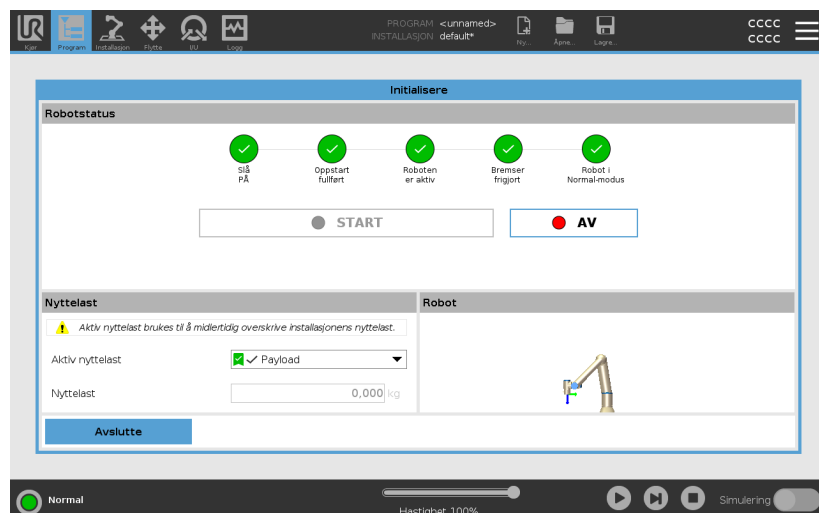 UR
PROGRAM <unnamed>
INSTALLASJON default*
Kjør
Program
Installasjon
Flytte
I/U
Logg
Ny...
Åpne...
Lagre...
cccc
cccc
Initialisere
Robotstatus
Slå
PÅ
Oppstart
fullført
Roboten
er aktiv
Bremser
frigjort
Robot i
Normal-modus
START
AV
Nyttelast
Robot
Aktiv nyttelast brukes til å midlertidig overskrive installasjonens nyttelast.
Aktiv nyttelast
Payload
Nyttelast
0,000 kg
Avslutte
Normal
Hastighet 100%
Simulering